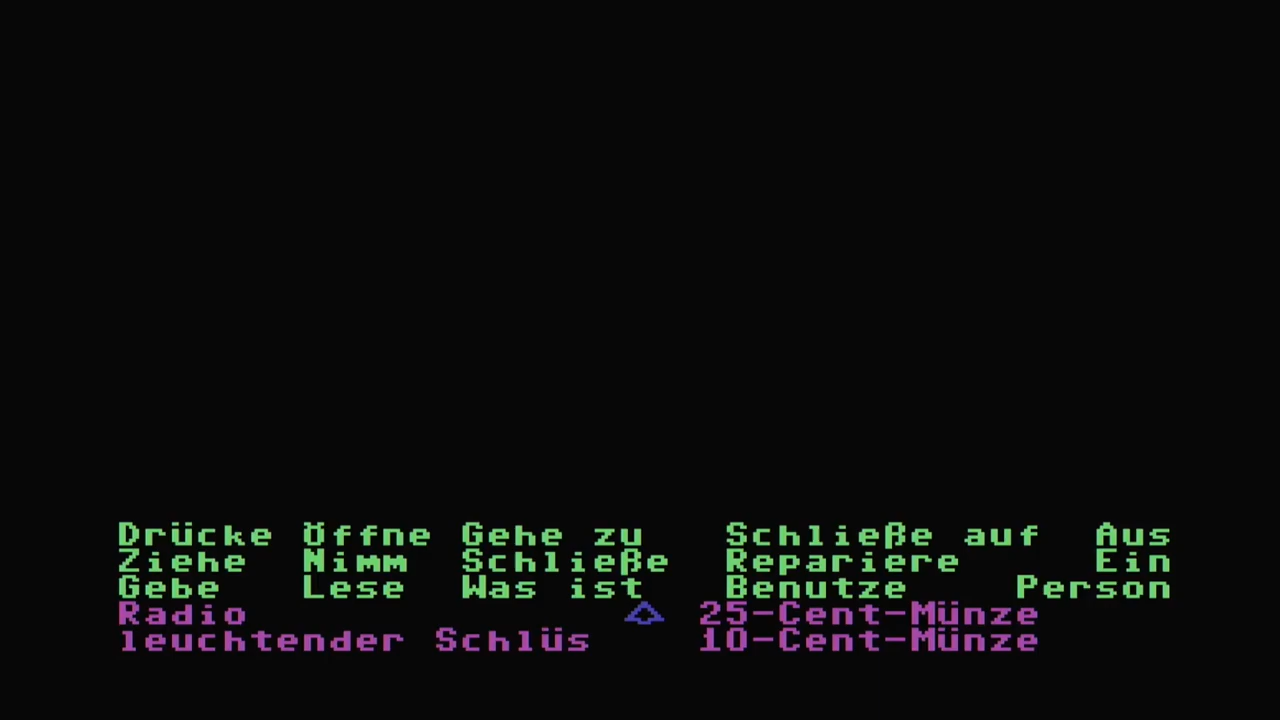 Drücke Öffne Gehe zu Schließe auf Aus
Ziehe Nimm Schließe Repariere Ein
Gebe Lese Was ist Benutze Person
Radio 25-Cent-Münze
leuchtender Schlüs 10-Cent-Münze